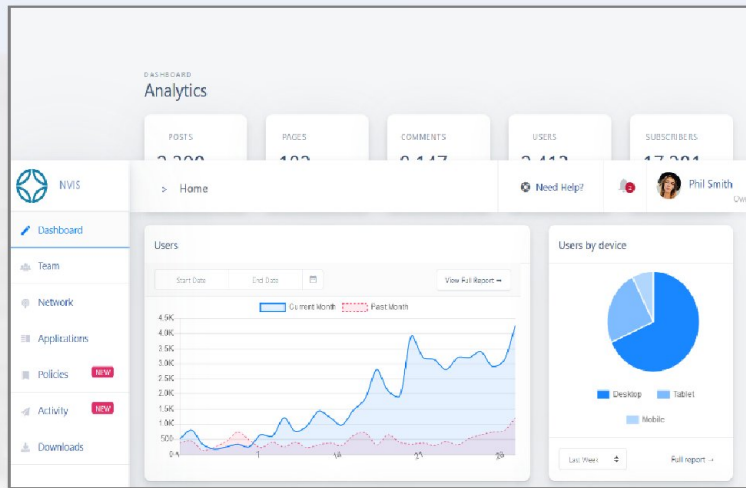 DASHBOARD
Analytics
POSTS
PAGES
COMMENTS
USERS
SUBSCRIBERS
NVIS
> Home
Need Help?
2
Phil Smith
Dashboard
Team
Network
Applications
Policies NEW
Activity NEW
Downloads
Users
Start Date
End Date
View Full Report →
Current Month
Past Month
4.5K
4.0K
3.5K
3.0K
2.5K
2.0K
1.5K
1.0K
500
Users by device
Desktop
Tablet
Mobile
Last Week
Full report →